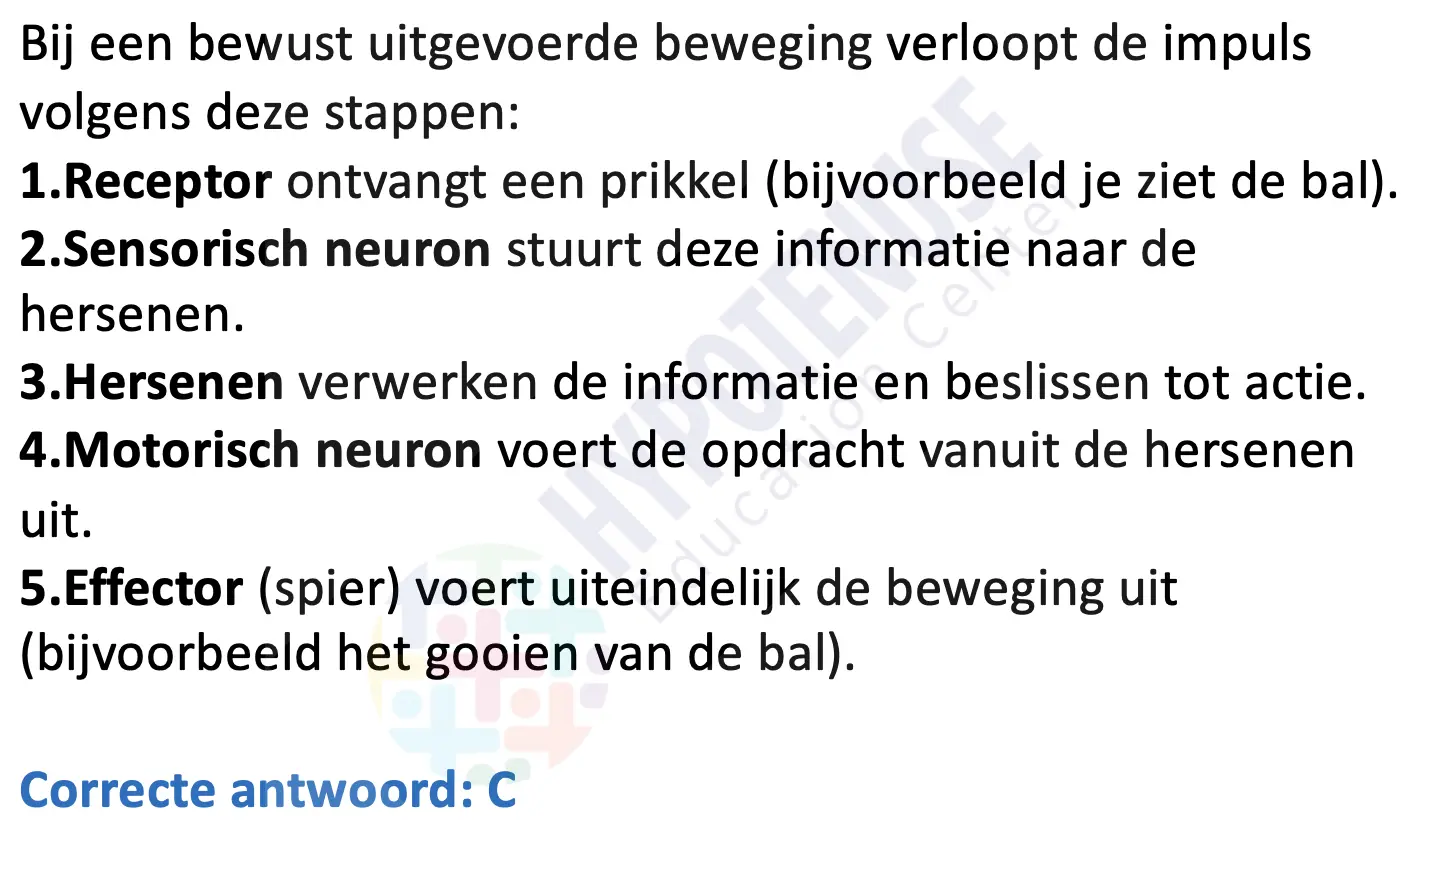 Bij een bewust uitgevoerde beweging verloopt de impuls
volgens deze stappen:
1.Receptor ontvangt een prikkel (bijvoorbeeld je ziet de bal).
2.Sensorisch neuron stuurt deze informatie naar de
hersenen.
3.Hersenen verwerken de informatie en beslissen tot actie.
4.Motorisch neuron voert de opdracht vanuit de hersenen
uit.
5.Effector (spier) voert uiteindelijk de beweging uit
(bijvoorbeeld het gooien van de bal).
Correcte antwoord: C
HYPOTENUSE
Education Center